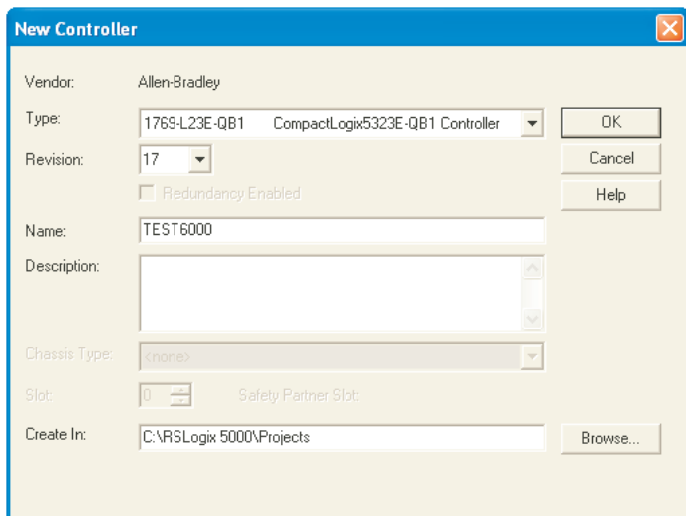 New Controller
Vendor: Allen-Bradley
Type: 1769-L23E-QB1 CompactLogix5323E-QB1 Controller
OK
Revision: 17
Cancel
Redundancy Enabled
Help
Name: TEST6000
Description:
Chassis Type: <none>
Slot: 0 Safety Partner Slot:
Create In: C:\RSLogix 5000\Projects
Browse...